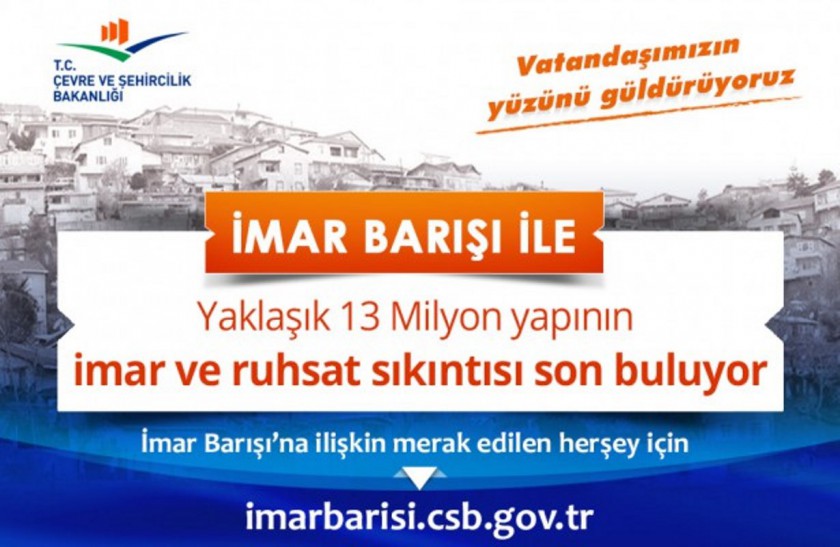 T.C.
ÇEVRE VE ŞEHİRCİLİK
BAKANLIĞI
Vatandaşımızın
yüzünü güldürüyoruz
İMAR BARIŞI İLE
Yaklaşık 13 Milyon yapının
imar ve ruhsat sıkıntısı son buluyor
İmar Barışı'na ilişkin merak edilen herşey için
imarbarisi.csb.gov.tr